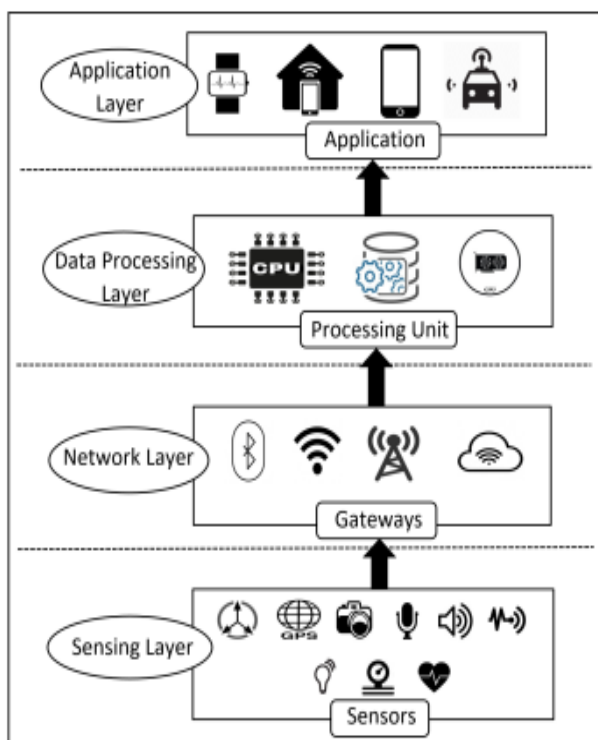 Application
Layer
Application
Data Processing
Layer
CPU
Processing Unit
Network Layer
Gateways
Sensing Layer
GPS
Sensors